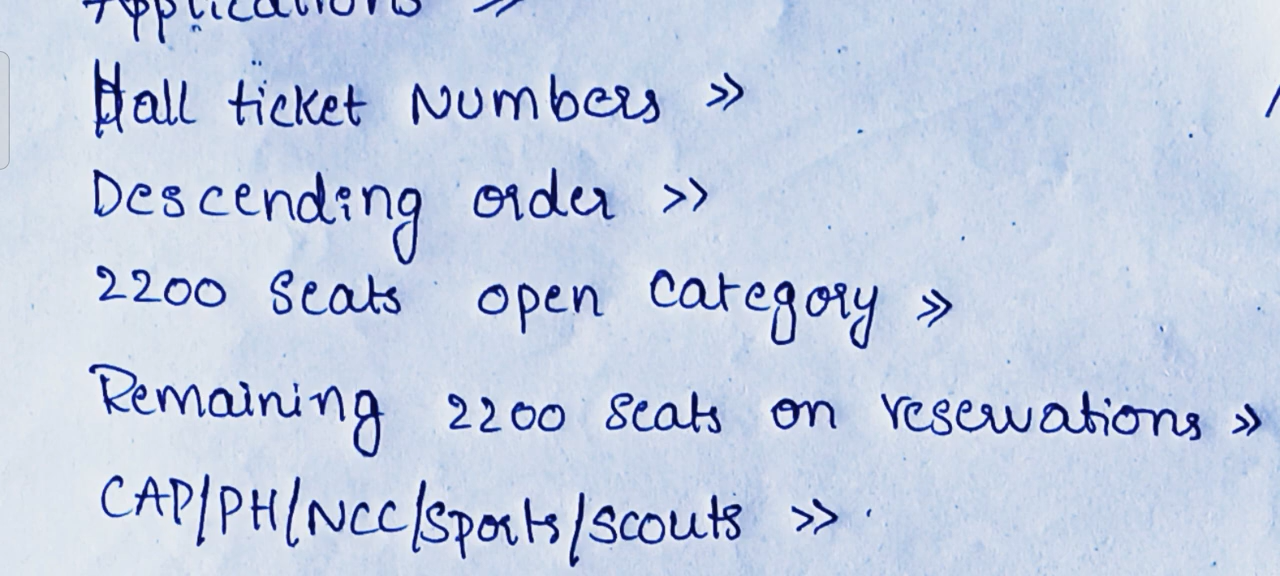 Applications >>
Hall ticket Numbers >>
Descending order >>
2200 Seats open category >>
Remaining 2200 seats on reservations >>
CAP/PH/NCC/Sports/scouts >>